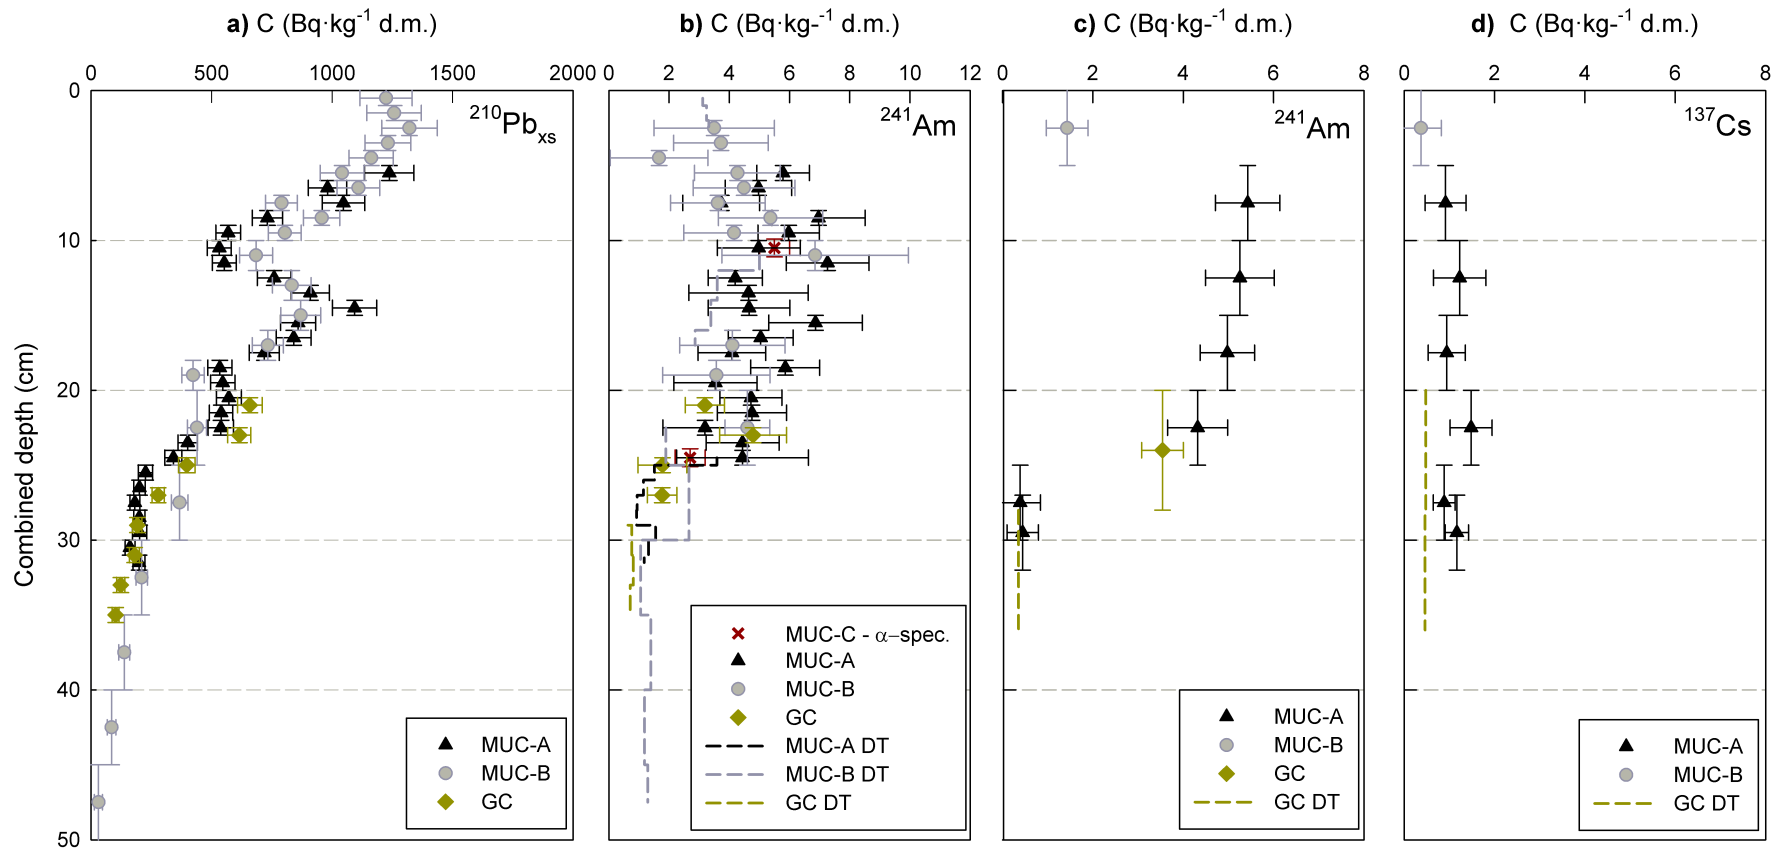 a) C (Bq·kg-1 d.m.) b) C (Bq·kg-1 d.m.) c) C (Bq·kg-1 d.m.) d) C (Bq·kg-1 d.m.)
0 500 1000 1500 2000 0 2 4 6 8 10 12 0 2 4 6 8 0 2 4 6 8
0
210Pbxs 241Am 241Am 137Cs
10
20
30
40
50
Combined depth (cm)
MUC-A
MUC-B
GC
MUC-C - α–spec.
MUC-A
MUC-B
GC
MUC-A DT
MUC-B DT
GC DT
MUC-A
MUC-B
GC
GC DT
MUC-A
MUC-B
GC DT